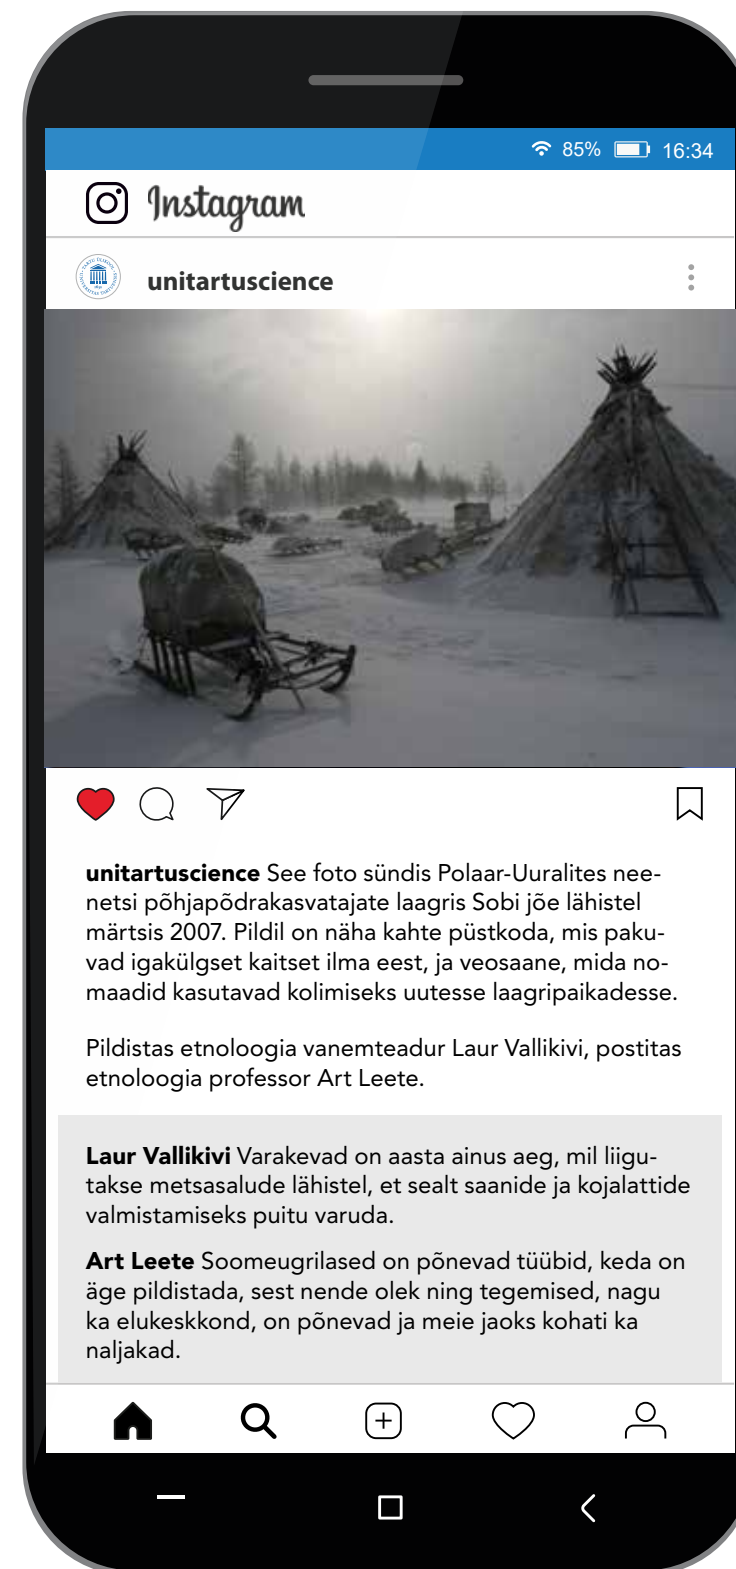 85% 16:34
Instagram
unitartuscience
unitartuscience See foto sündis Polaar-Uuralites nee-
netsi põhjapõdrakasvatajate laagris Sobi jõe lähistel
märtsis 2007. Pildil on näha kahte püstkoda, mis paku-
vad igakülgset kaitset ilma eest, ja veosaane, mida no-
maadid kasutavad kolimiseks uutesse laagripaikadesse.
Pildistas etnoloogia vanemteadur Laur Vallikivi, postitas
etnoloogia professor Art Leete.
Laur Vallikivi Varakevad on aasta ainus aeg, mil liigu-
takse metsasalude lähistel, et sealt saanide ja kojalattide
valmistamiseks puitu varuda.
Art Leete Soomeugrilased on põnevad tüübid, keda on
äge pildistada, sest nende olek ning tegemised, nagu
ka elukeskkond, on põnevad ja meie jaoks kohati ka
naljakad.